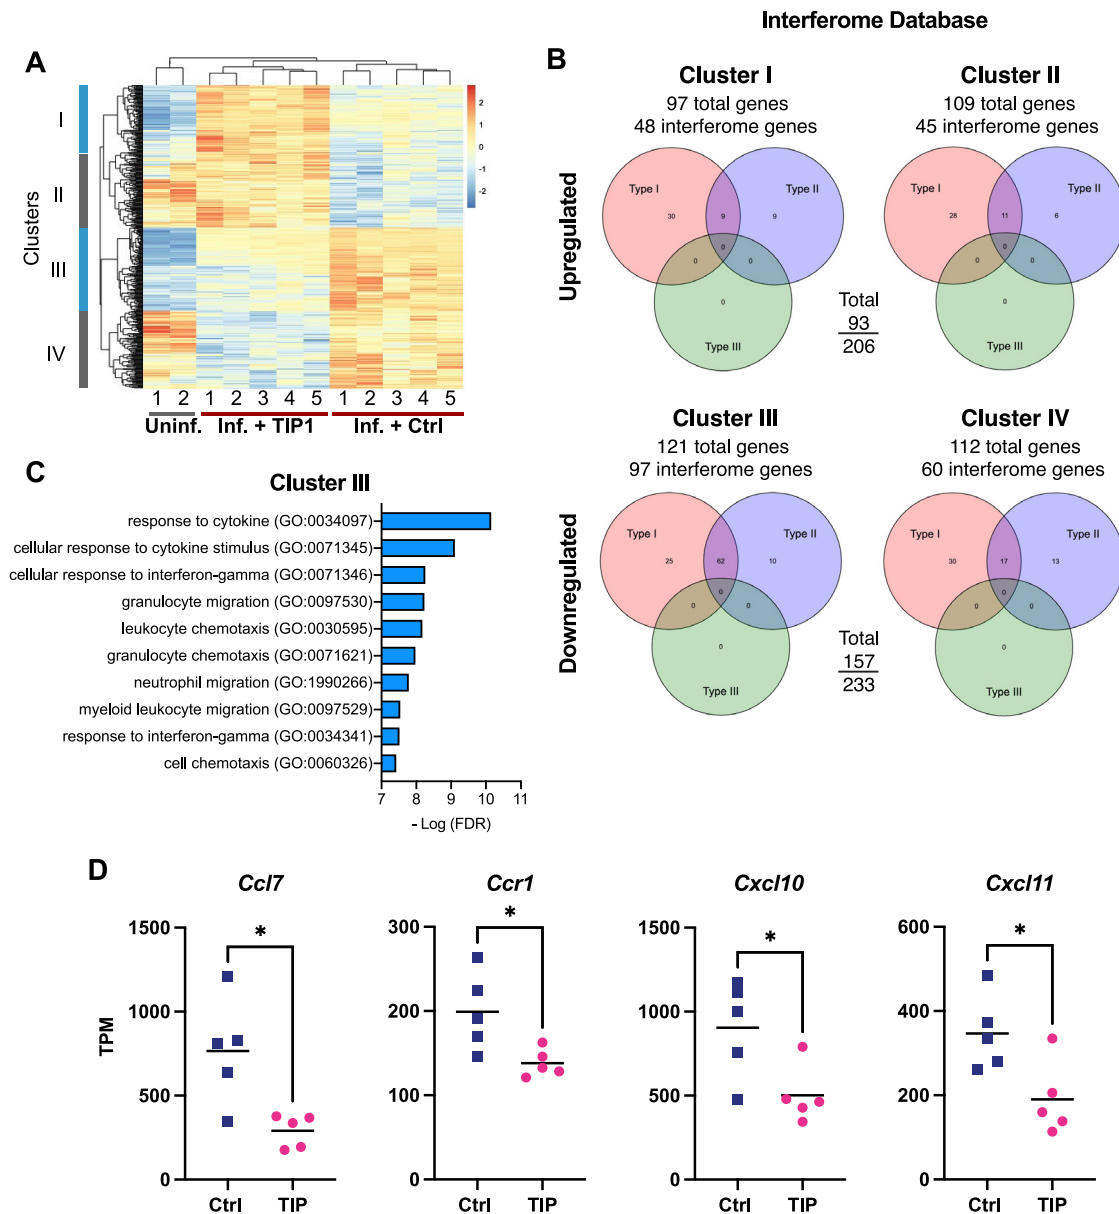 Interferome Database
A
2
1
0
-1
-2
Clusters
I
II
III
IV
1 2 1 2 3 4 5 1 2 3 4 5
Uninf. Inf. + TIP1 Inf. + Ctrl
B
Upregulated
Cluster I
97 total genes
48 interferome genes
Type I
Type II
30
9
9
0
0
0
0
Type III
Cluster II
109 total genes
45 interferome genes
Type I
Type II
28
11
6
0
0
0
0
Type III
Total
93
206
Downregulated
Cluster III
121 total genes
97 interferome genes
Type I
Type II
25
62
10
0
0
0
0
Type III
Cluster IV
112 total genes
60 interferome genes
Type I
Type II
30
17
13
0
0
0
0
Type III
Total
157
233
C
Cluster III
response to cytokine (GO:0034097)
cellular response to cytokine stimulus (GO:0071345)
cellular response to interferon-gamma (GO:0071346)
granulocyte migration (GO:0097530)
leukocyte chemotaxis (GO:0030595)
granulocyte chemotaxis (GO:0071621)
neutrophil migration (GO:1990266)
myeloid leukocyte migration (GO:0097529)
response to interferon-gamma (GO:0034341)
cell chemotaxis (GO:0060326)
7 8 9 10 11
- Log (FDR)
D
TPM
Ccl7
1500
1000
500
0
*
Ctrl TIP
Ccr1
300
200
100
0
*
Ctrl TIP
Cxcl10
1500
1000
500
0
*
Ctrl TIP
Cxcl11
600
400
200
0
*
Ctrl TIP